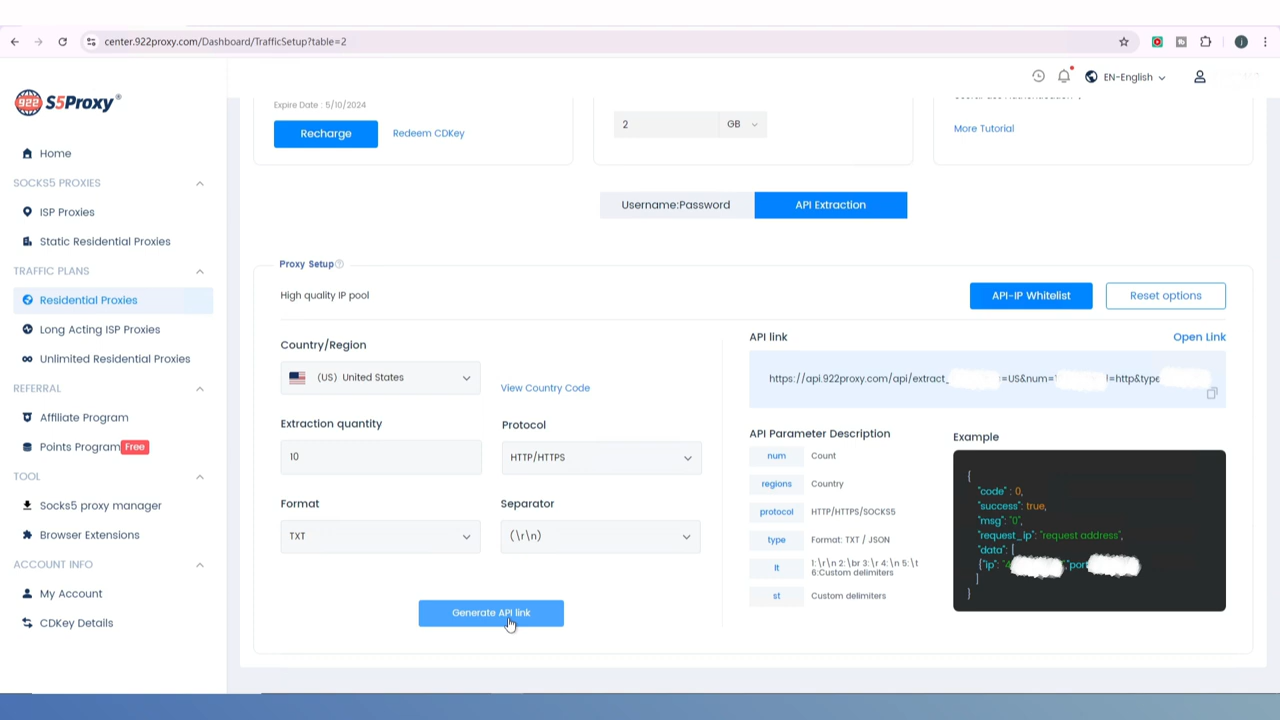 center.922proxy.com/Dashboard/TrafficSetup?table=2
922 S5Proxy®
EN-English
Home
SOCKS5 PROXIES
ISP Proxies
Static Residential Proxies
TRAFFIC PLANS
Residential Proxies
Long Acting ISP Proxies
Unlimited Residential Proxies
REFERRAL
Affiliate Program
Points Program Free
TOOL
Socks5 proxy manager
Browser Extensions
ACCOUNT INFO
My Account
CDKey Details
Expire Date : 5/10/2024
Recharge
Redeem CDKey
2
GB
More Tutorial
Username:Password
API Extraction
Proxy Setup
High quality IP pool
API-IP Whitelist
Reset options
Country/Region
(US) United States
View Country Code
Extraction quantity
10
Protocol
HTTP/HTTPS
Format
TXT
Separator
(\r\n)
Generate API link
API link
Open Link
https://api.922proxy.com/api/extract_ =US&num= l=http&type
API Parameter Description
num Count
regions Country
protocol HTTP/HTTPS/SOCKS5
type Format: TXT / JSON
lt 1:\r\n 2:\br 3:\r 4:\n 5:\t
6:Custom delimiters
st Custom delimiters
Example
{
"code" : 0,
"success": true,
"msg": "0",
"request_ip": "request address",
"data": [
{"ip": "4 ,"port
]
}